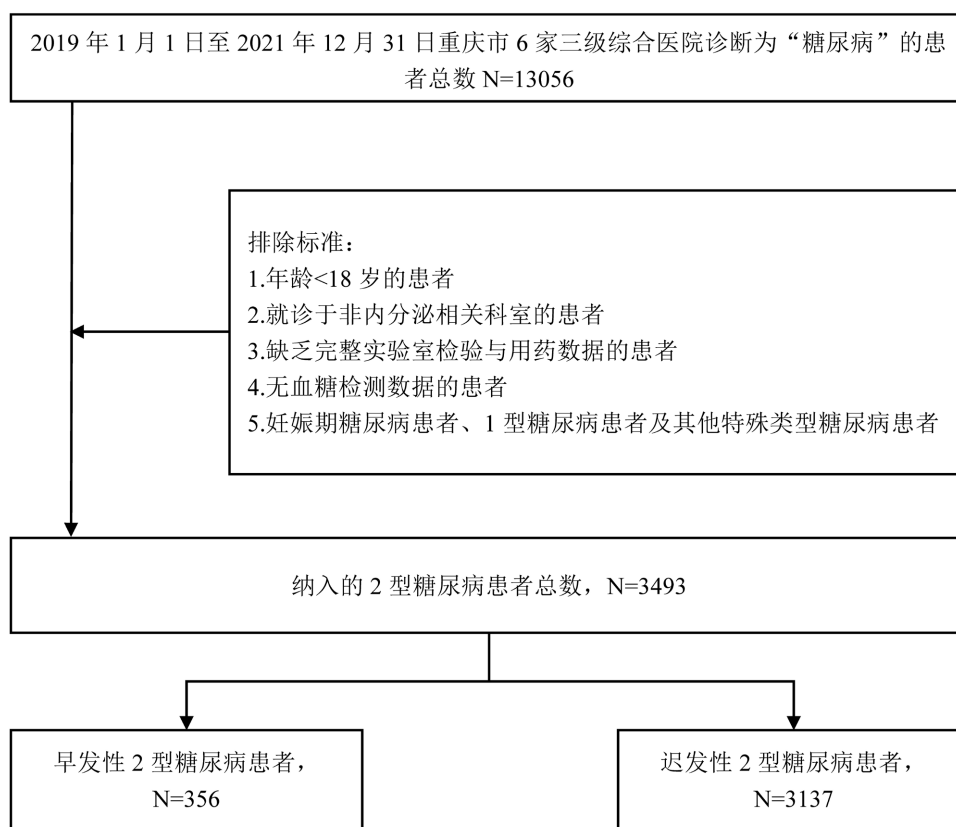 2019 年 1 月 1 日至 2021 年 12 月 31 日重庆市 6 家三级综合医院诊断为“糖尿病”的患
者总数 N=13056
排除标准：
1.年龄<18 岁的患者
2.就诊于非内分泌相关科室的患者
3.缺乏完整实验室检验与用药数据的患者
4.无血糖检测数据的患者
5.妊娠期糖尿病患者、1 型糖尿病患者及其他特殊类型糖尿病患者
纳入的 2 型糖尿病患者总数，N=3493
早发性 2 型糖尿病患者，
N=356
迟发性 2 型糖尿病患者，
N=3137